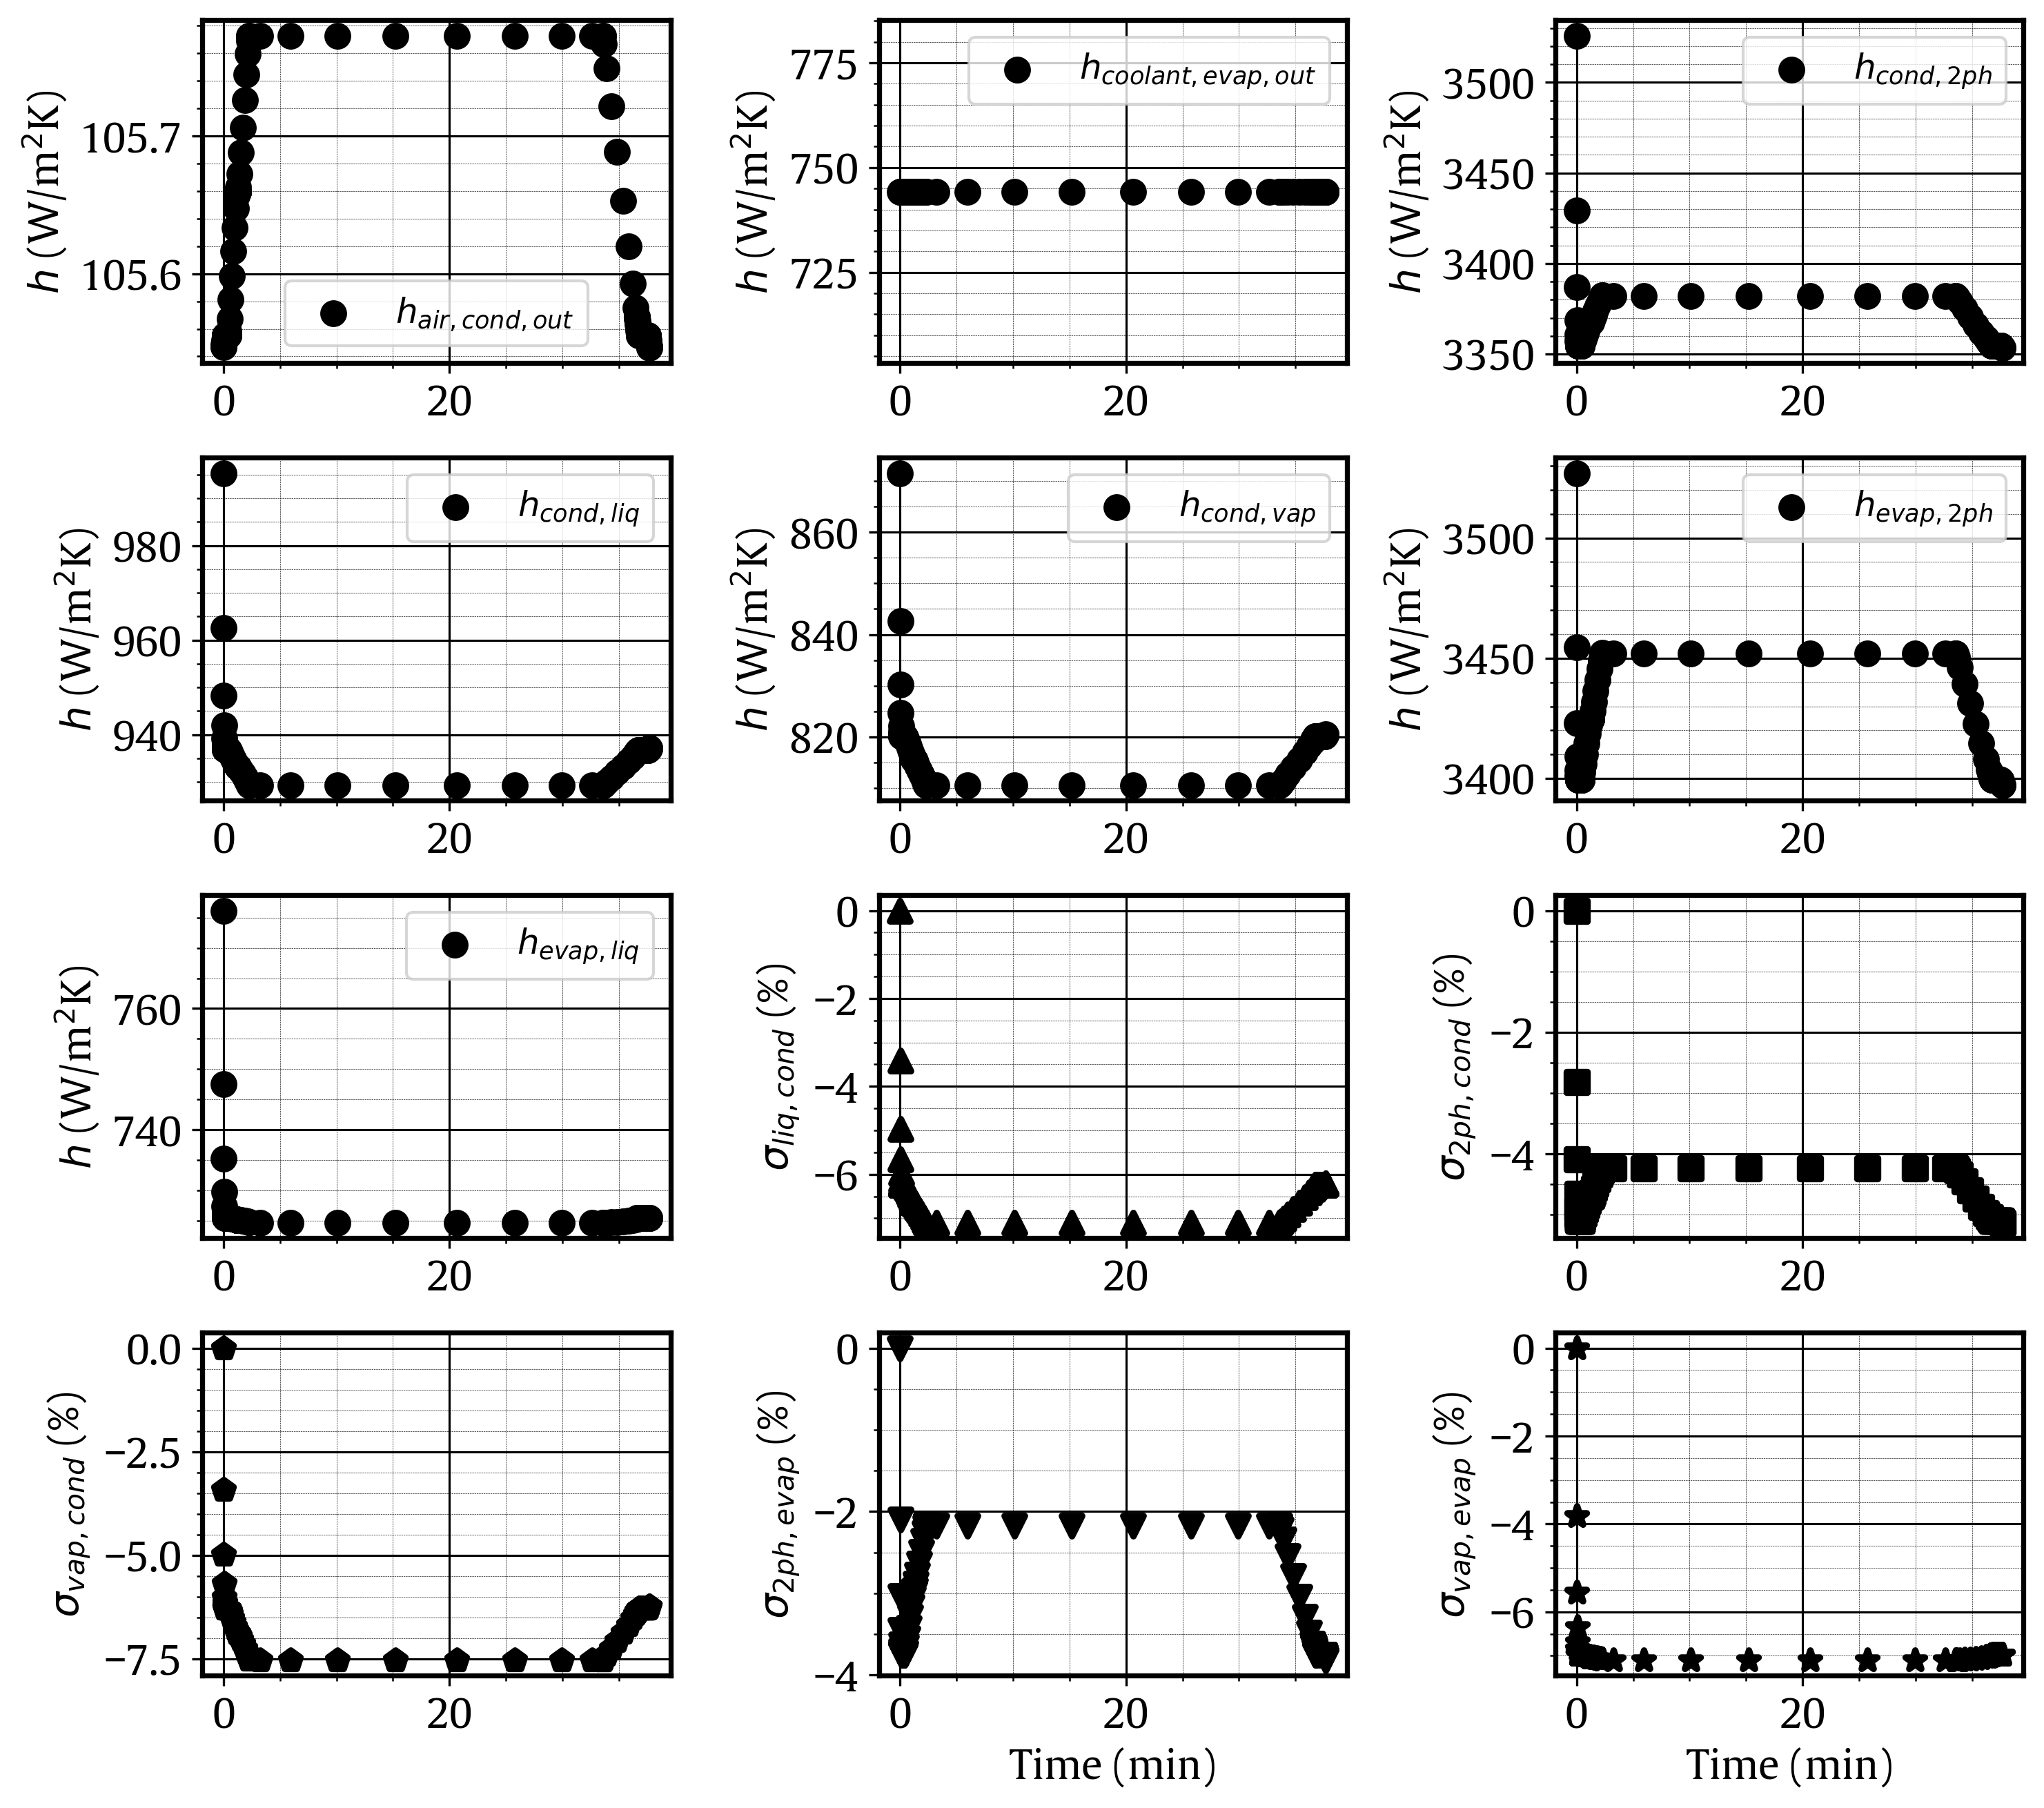 h (W/m²K)
105.7
105.6
h_air,cond,out
0 20
h (W/m²K)
775
750
725
h_coolant,evap,out
0 20
h (W/m²K)
3500
3450
3400
3350
h_cond,2ph
0 20
h (W/m²K)
980
960
940
h_cond,liq
0 20
h (W/m²K)
860
840
820
h_cond,vap
0 20
h (W/m²K)
3500
3450
3400
h_evap,2ph
0 20
h (W/m²K)
760
740
h_evap,liq
0 20
σ_liq,cond (%)
0
−2
−4
−6
0 20
σ_2ph,cond (%)
0
−2
−4
0 20
σ_vap,cond (%)
0.0
−2.5
−5.0
−7.5
0 20
σ_2ph,evap (%)
0
−2
−4
0 20
Time (min)
σ_vap,evap (%)
0
−2
−4
−6
0 20
Time (min)